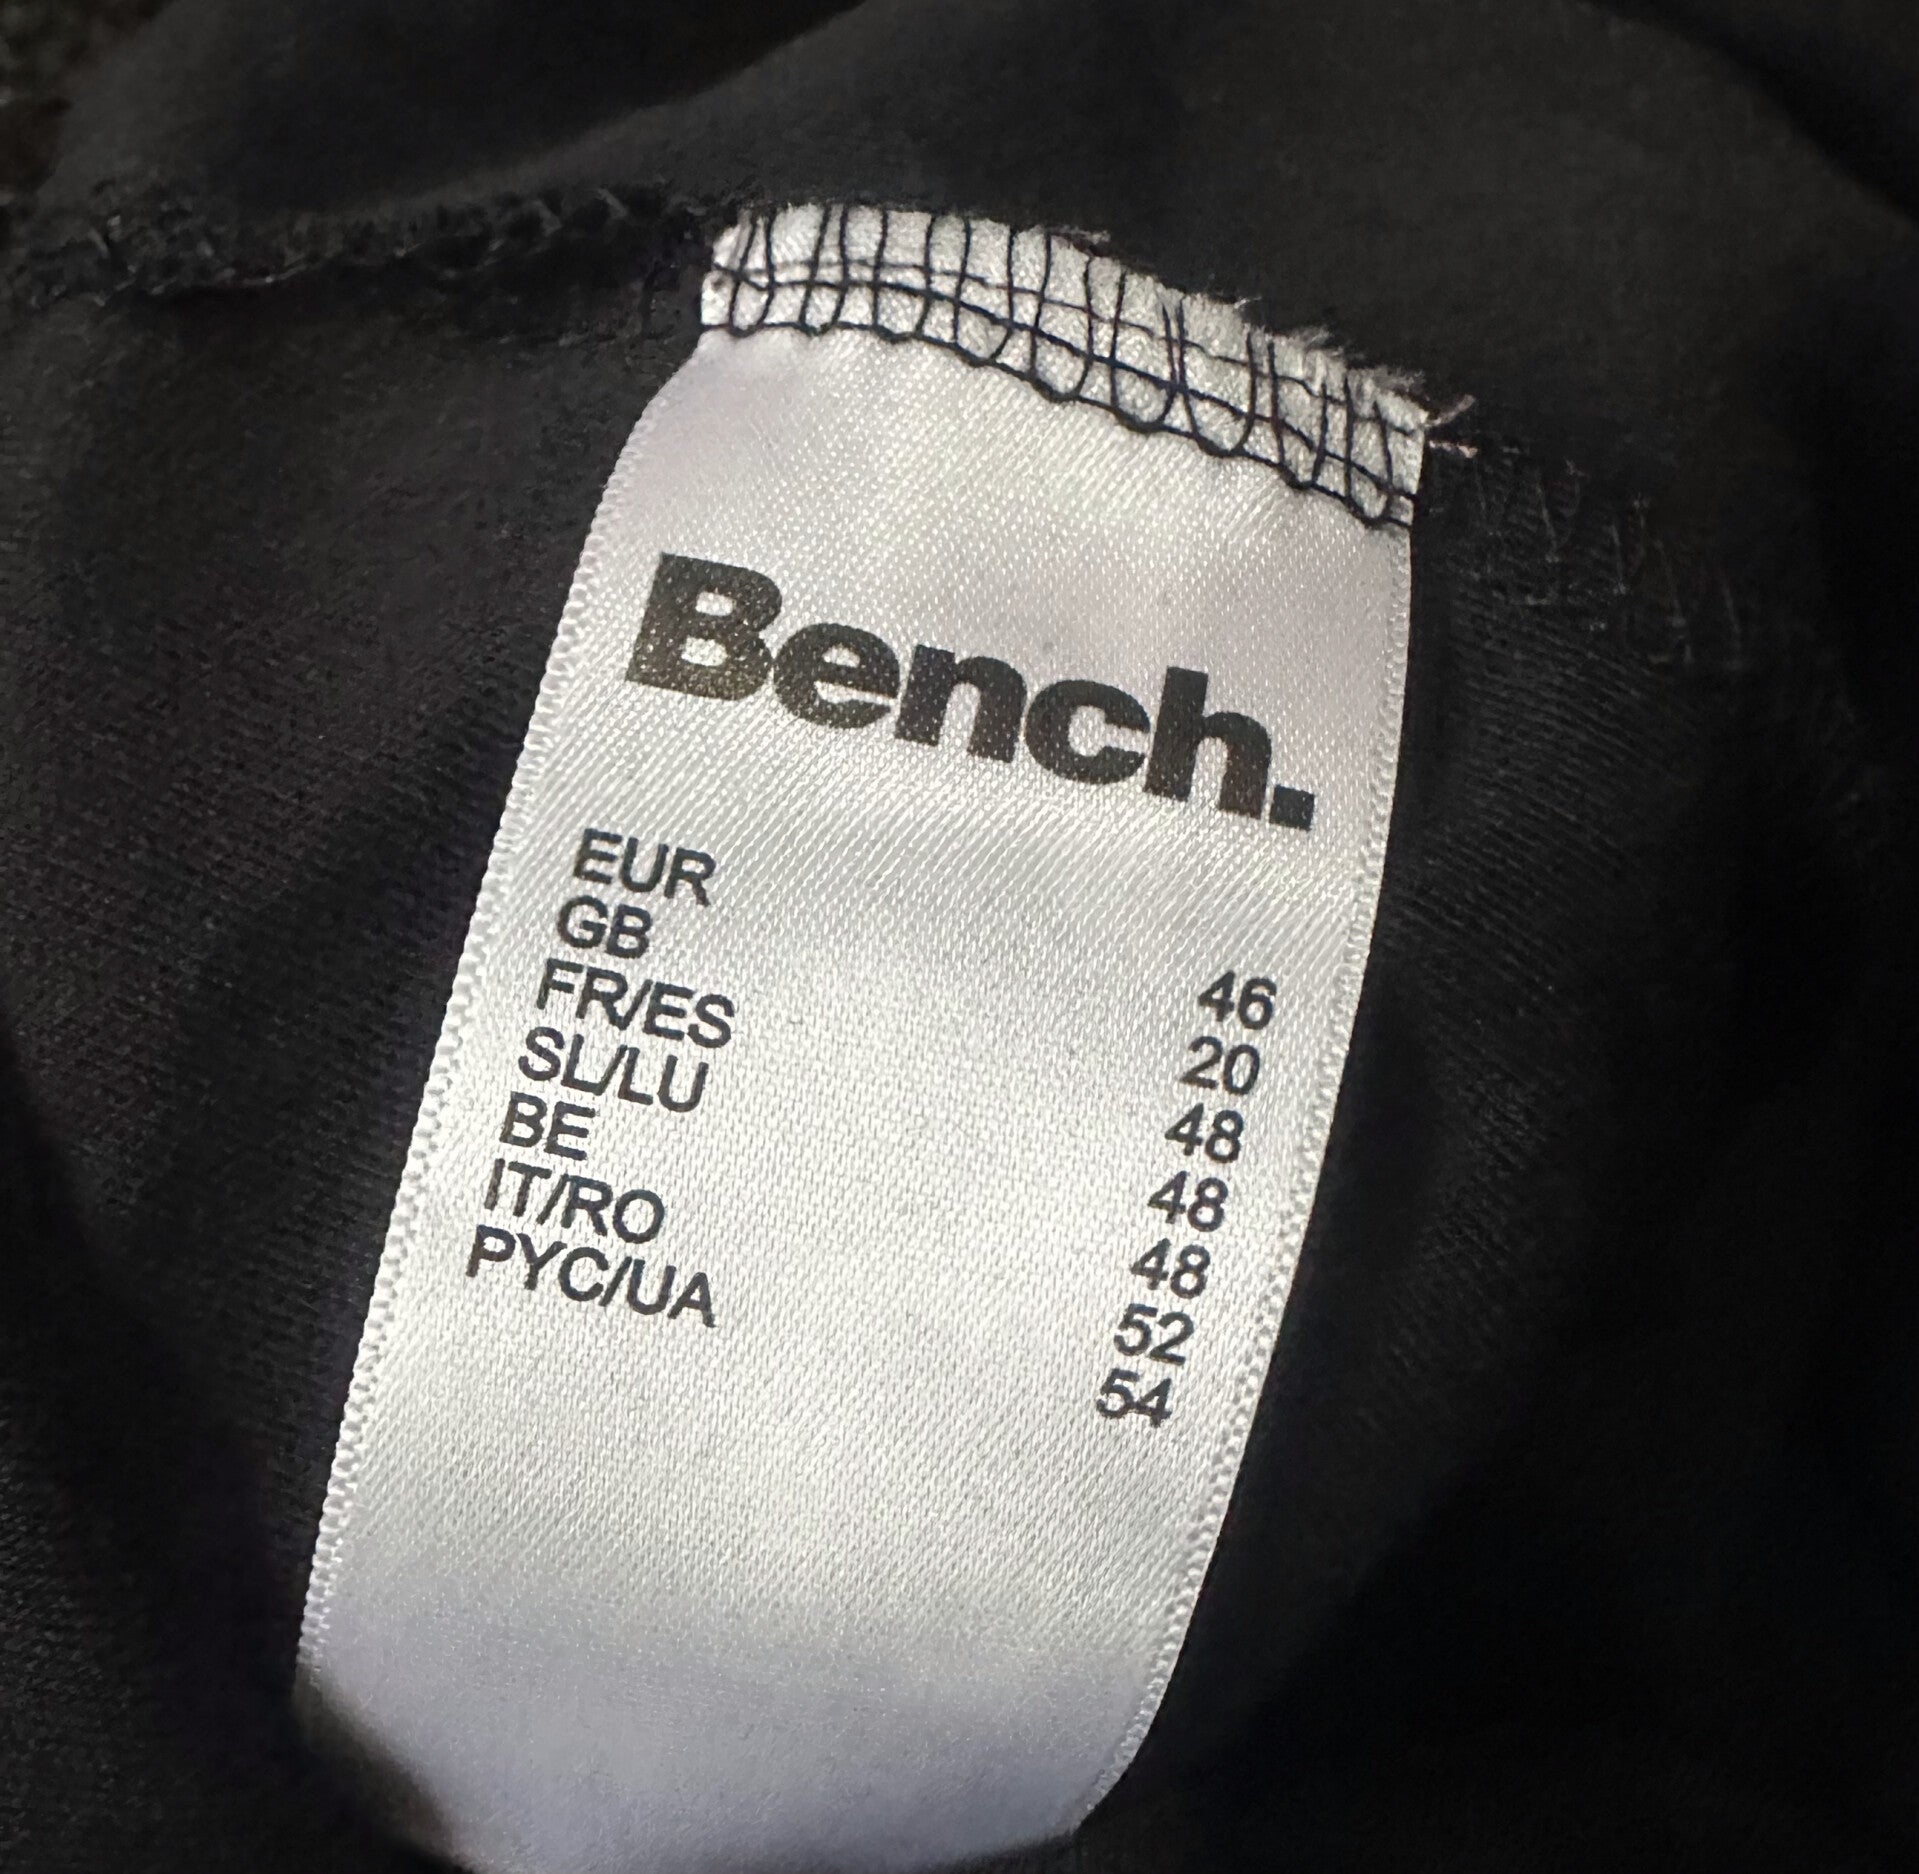 Bench.
EUR 46
GB 20
FR/ES 48
SL/LU 48
BE 48
IT/RO 52
PYC/UA 54